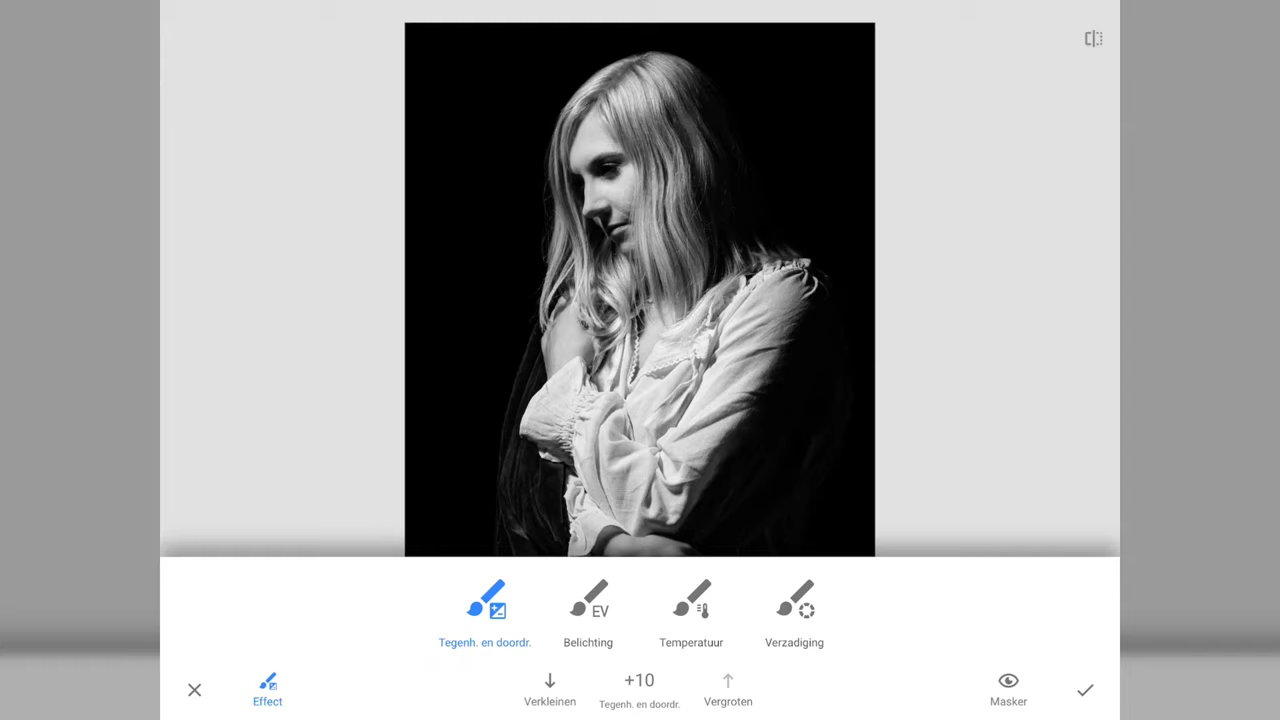 EV
Tegenh. en doordr.
Belichting
Temperatuur
Verzadiging
Effect
Verkleinen
+10
Tegenh. en doordr.
Vergroten
Masker